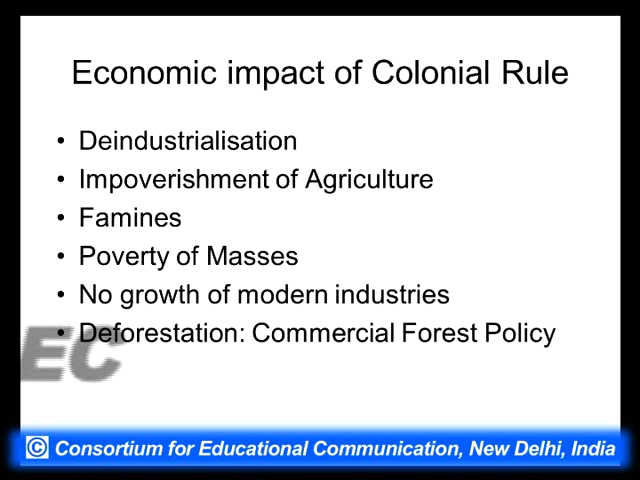 Economic impact of Colonial Rule
• Deindustrialisation
• Impoverishment of Agriculture
• Famines
• Poverty of Masses
• No growth of modern industries
• Deforestation: Commercial Forest Policy
EC
© Consortium for Educational Communication, New Delhi, India